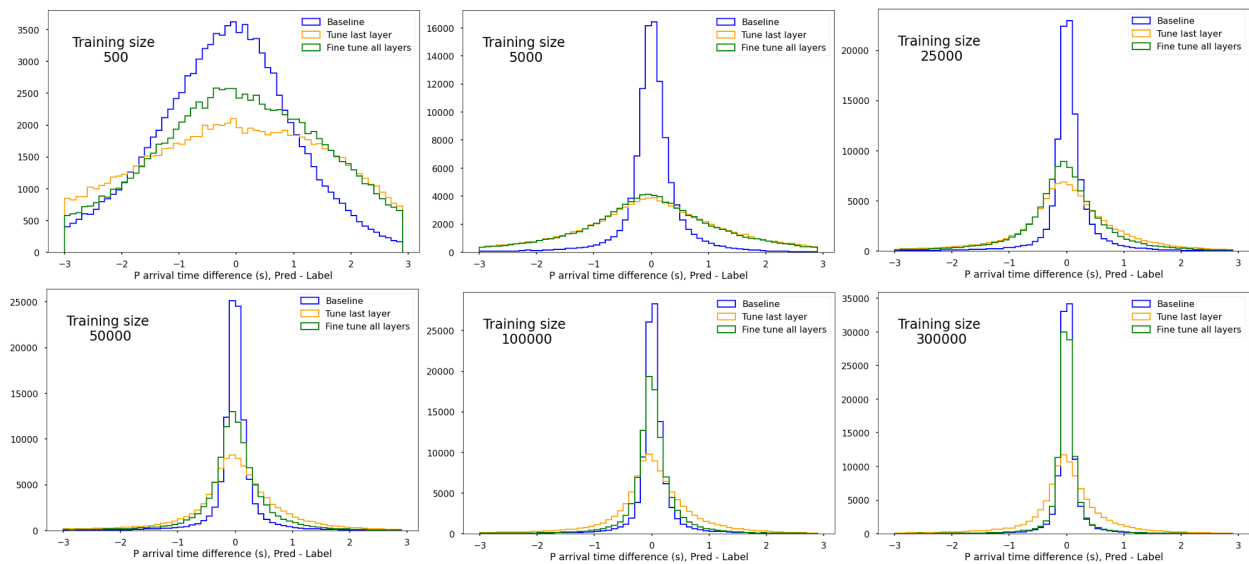 Training size
500
Baseline
Tune last layer
Fine tune all layers
3500
3000
2500
2000
1500
1000
500
0
−3 −2 −1 0 1 2 3
P arrival time difference (s), Pred - Label
Training size
5000
Baseline
Tune last layer
Fine tune all layers
16000
14000
12000
10000
8000
6000
4000
2000
0
−3 −2 −1 0 1 2 3
P arrival time difference (s), Pred - Label
Training size
25000
Baseline
Tune last layer
Fine tune all layers
20000
15000
10000
5000
0
−3 −2 −1 0 1 2 3
P arrival time difference (s), Pred - Label
Training size
50000
Baseline
Tune last layer
Fine tune all layers
25000
20000
15000
10000
5000
0
−3 −2 −1 0 1 2 3
P arrival time difference (s), Pred - Label
Training size
100000
Baseline
Tune last layer
Fine tune all layers
25000
20000
15000
10000
5000
0
−3 −2 −1 0 1 2 3
P arrival time difference (s), Pred - Label
Training size
300000
Baseline
Tune last layer
Fine tune all layers
35000
30000
25000
20000
15000
10000
5000
0
−3 −2 −1 0 1 2 3
P arrival time difference (s), Pred - Label